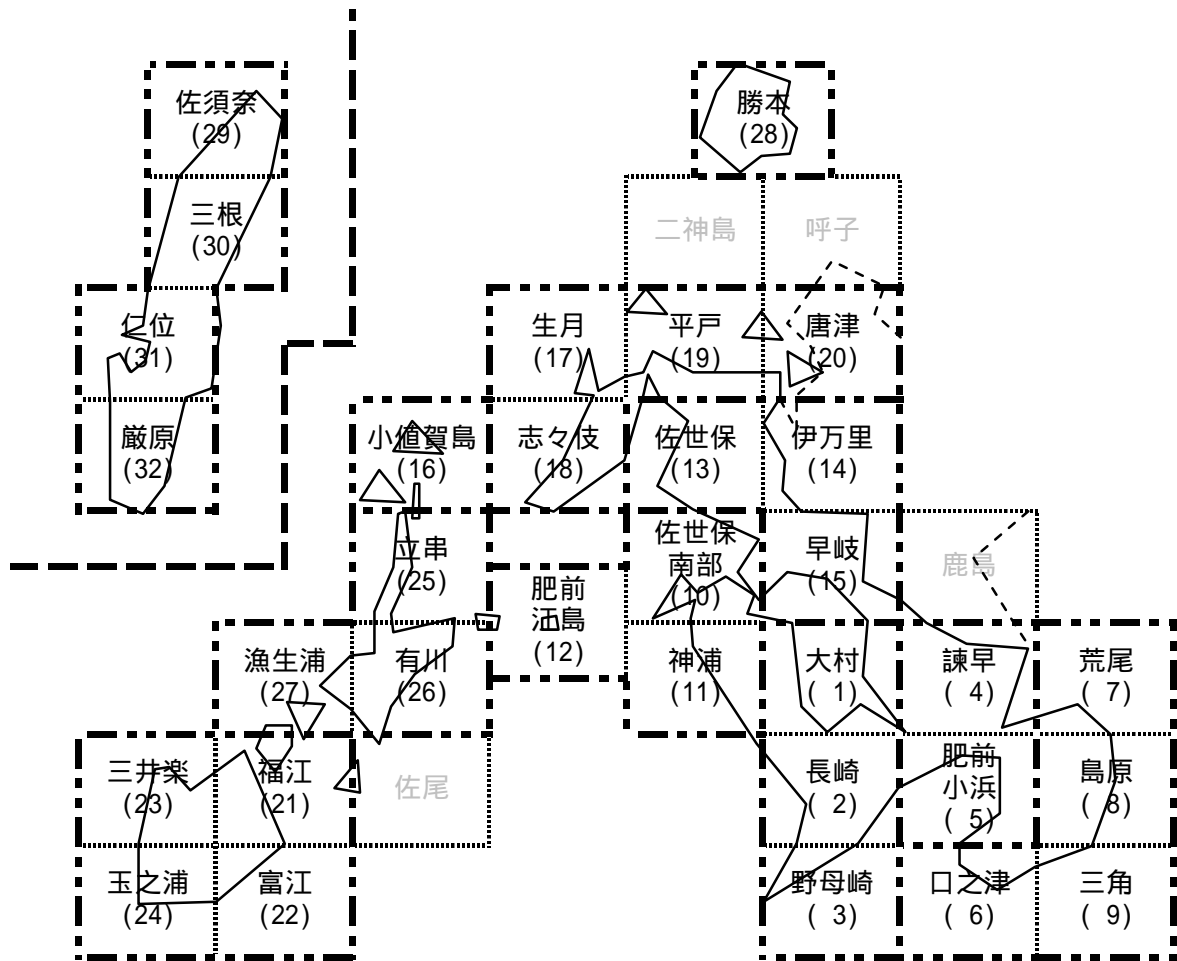 佐須奈
(29)
勝本
(28)
三根
(30)
二神島
呼子
仁位
(31)
生月
(17)
平戸
(19)
唐津
(20)
厳原
(32)
小値賀島
(16)
志々伎
(18)
佐世保
(13)
伊万里
(14)
立串
(25)
肥前
江島
(12)
佐世保
南部
(10)
早岐
(15)
鹿島
漁生浦
(27)
有川
(26)
神浦
(11)
大村
( 1)
諫早
( 4)
荒尾
( 7)
三井楽
(23)
福江
(21)
佐尾
長崎
( 2)
肥前
小浜
( 5)
島原
( 8)
玉之浦
(24)
富江
(22)
野母崎
( 3)
口之津
( 6)
三角
( 9)